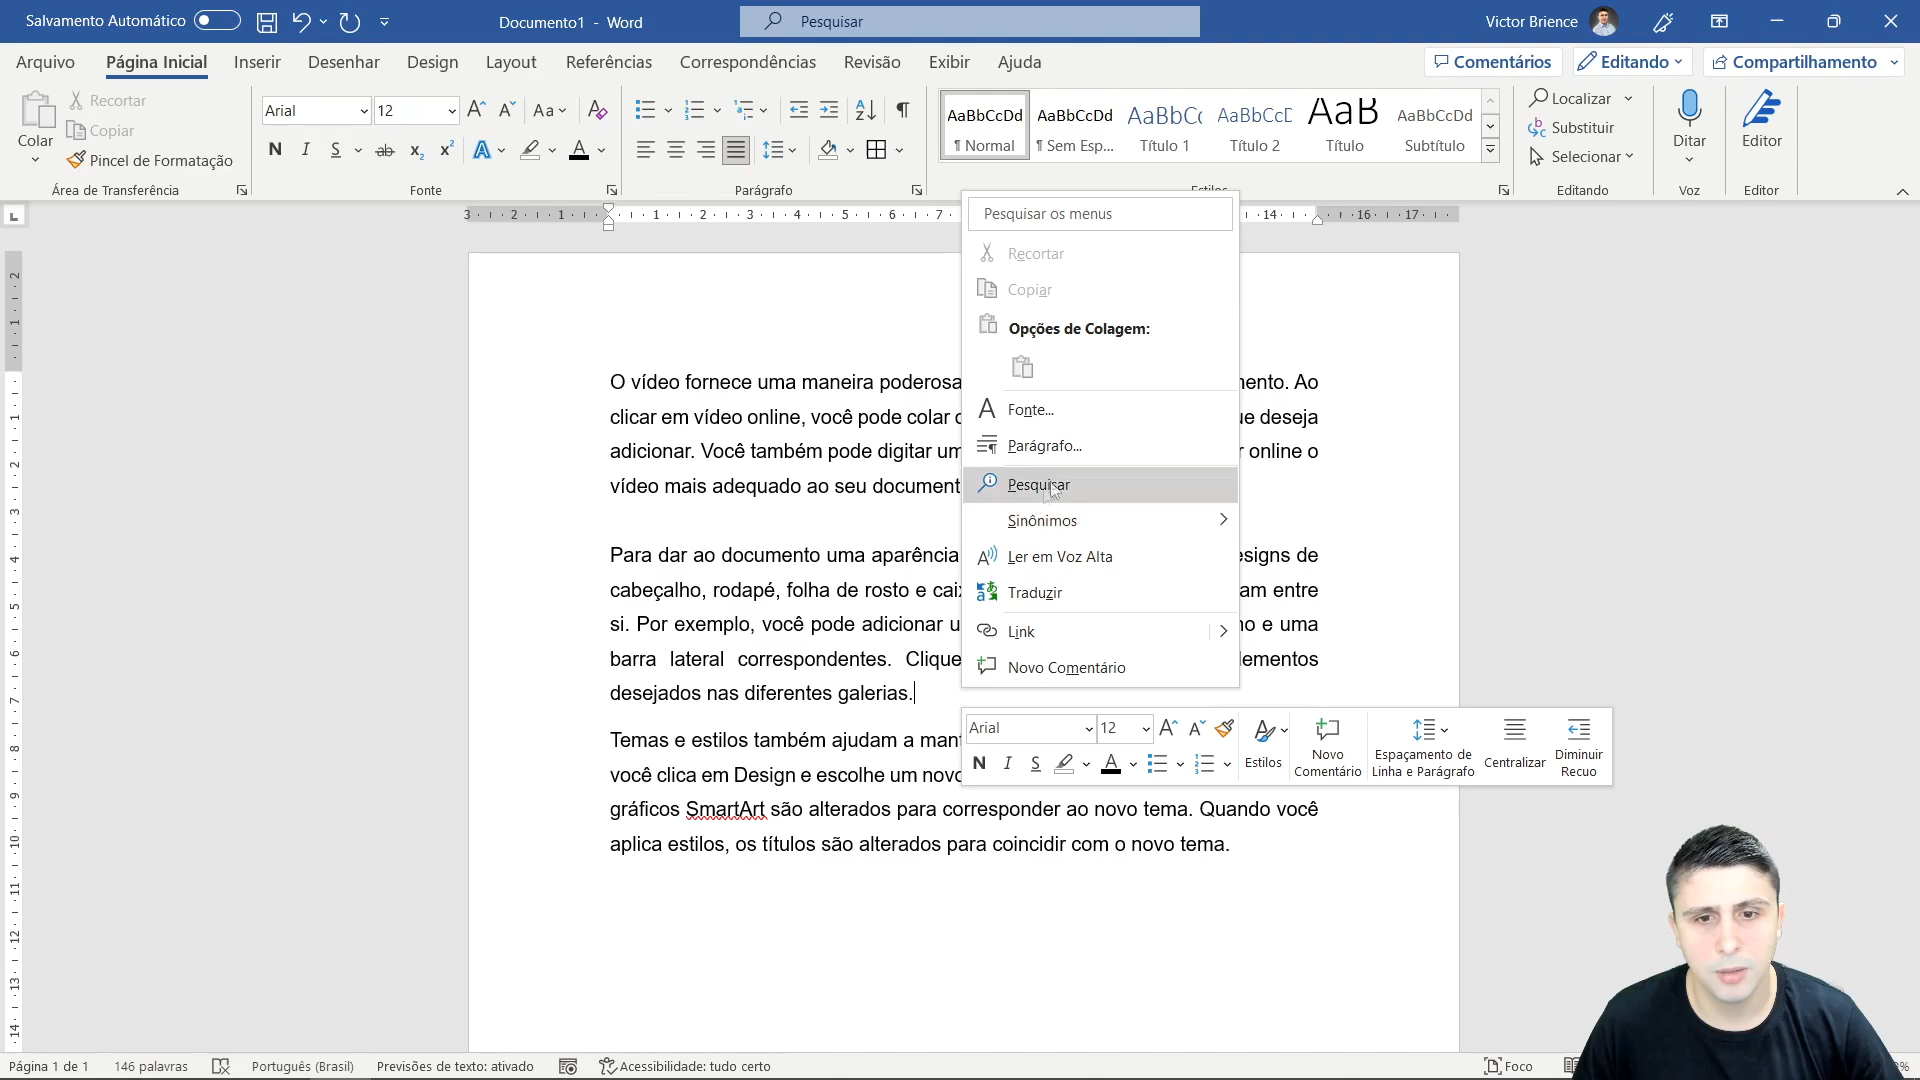 Salvamento Automático
Documento1 - Word
Pesquisar
Victor Brience
Arquivo Página Inicial Inserir Desenhar Design Layout Referências Correspondências Revisão Exibir Ajuda
Comentários Editando Compartilhamento
Colar
Recortar
Copiar
Pincel de Formatação
Área de Transferência
Arial 12
Fonte
Parágrafo
AaBbCcDd AaBbCcDd AaBbCc AaBbCcD AaB AaBbCcDd
¶ Normal ¶ Sem Esp... Título 1 Título 2 Título Subtítulo
Estilos
Localizar
Substituir
Selecionar
Editando
Ditar
Voz
Editor
Editor
Pesquisar os menus
Recortar
Copiar
Opções de Colagem:
Fonte...
Parágrafo...
Pesquisar
Sinônimos
Ler em Voz Alta
Traduzir
Link
Novo Comentário
O vídeo fornece uma maneira poderosa ento. Ao
clicar em vídeo online, você pode colar ue deseja
adicionar. Você também pode digitar um r online o
vídeo mais adequado ao seu document
Para dar ao documento uma aparência esigns de
cabeçalho, rodapé, folha de rosto e cai am entre
si. Por exemplo, você pode adicionar u o e uma
barra lateral correspondentes. Clique ementos
desejados nas diferentes galerias.
Temas e estilos também ajudam a mant
você clica em Design e escolhe um novo
gráficos SmartArt são alterados para corresponder ao novo tema. Quando você
aplica estilos, os títulos são alterados para coincidir com o novo tema.
Arial 12
N I S
Estilos
Novo Comentário
Espaçamento de Linha e Parágrafo
Centralizar
Diminuir Recuo
Página 1 de 1 146 palavras Português (Brasil) Previsões de texto: ativado Acessibilidade: tudo certo
Foco